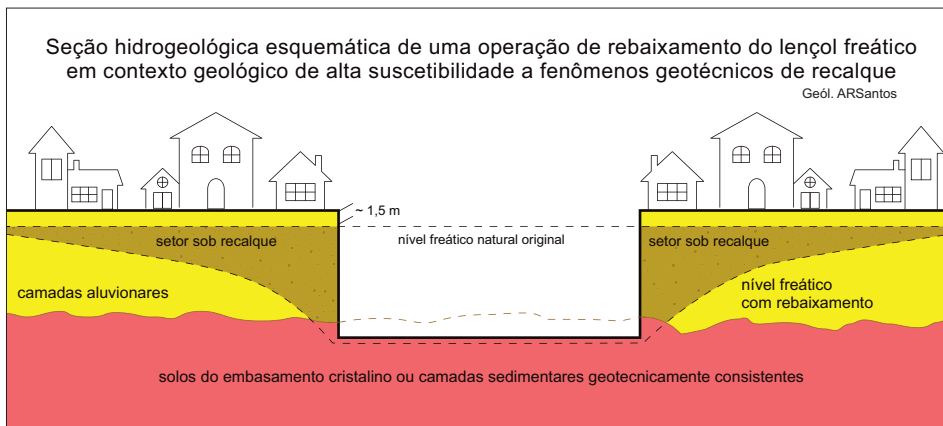 Seção hidrogeológica esquemática de uma operação de rebaixamento do lençol freático
em contexto geológico de alta suscetibilidade a fenômenos geotécnicos de recalque
Geól. ARSantos
~ 1,5 m
setor sob recalque
nível freático natural original
setor sob recalque
camadas aluvionares
nível freático
com rebaixamento
solos do embasamento cristalino ou camadas sedimentares geotecnicamente consistentes